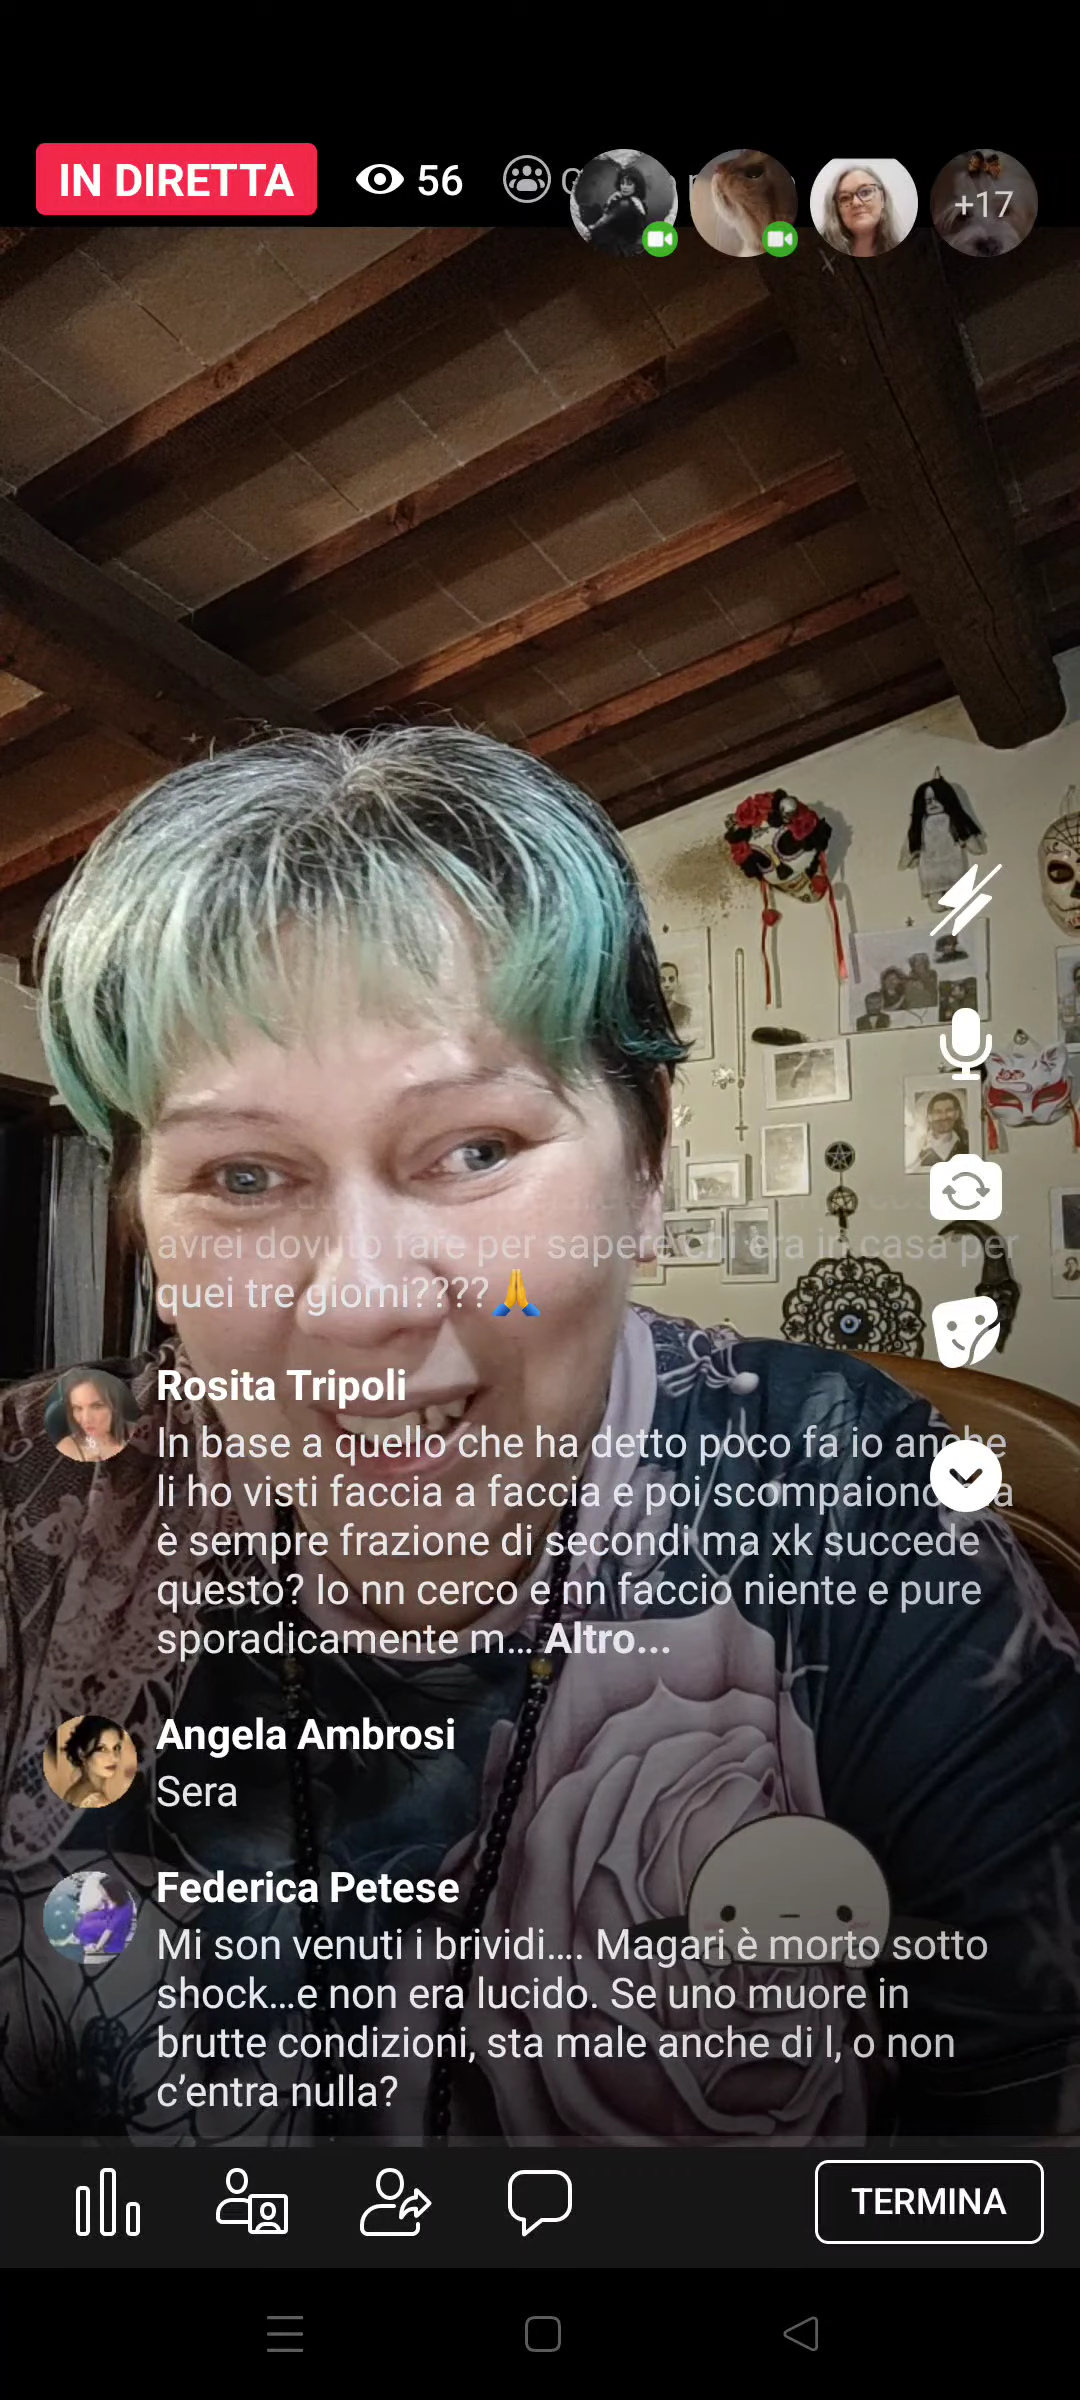 IN DIRETTA
56
+17
avrei dovuto fare per sapere chi era in casa per
quei tre giorni????🙏
Rosita Tripoli
In base a quello che ha detto poco fa io anche
li ho visti faccia a faccia e poi scompaiono
è sempre frazione di secondi ma xk succede
questo? Io nn cerco e nn faccio niente e pure
sporadicamente m... Altro...
Angela Ambrosi
Sera
Federica Petese
Mi son venuti i brividi.... Magari è morto sotto
shock...e non era lucido. Se uno muore in
brutte condizioni, sta male anche di l, o non
c'entra nulla?
TERMINA